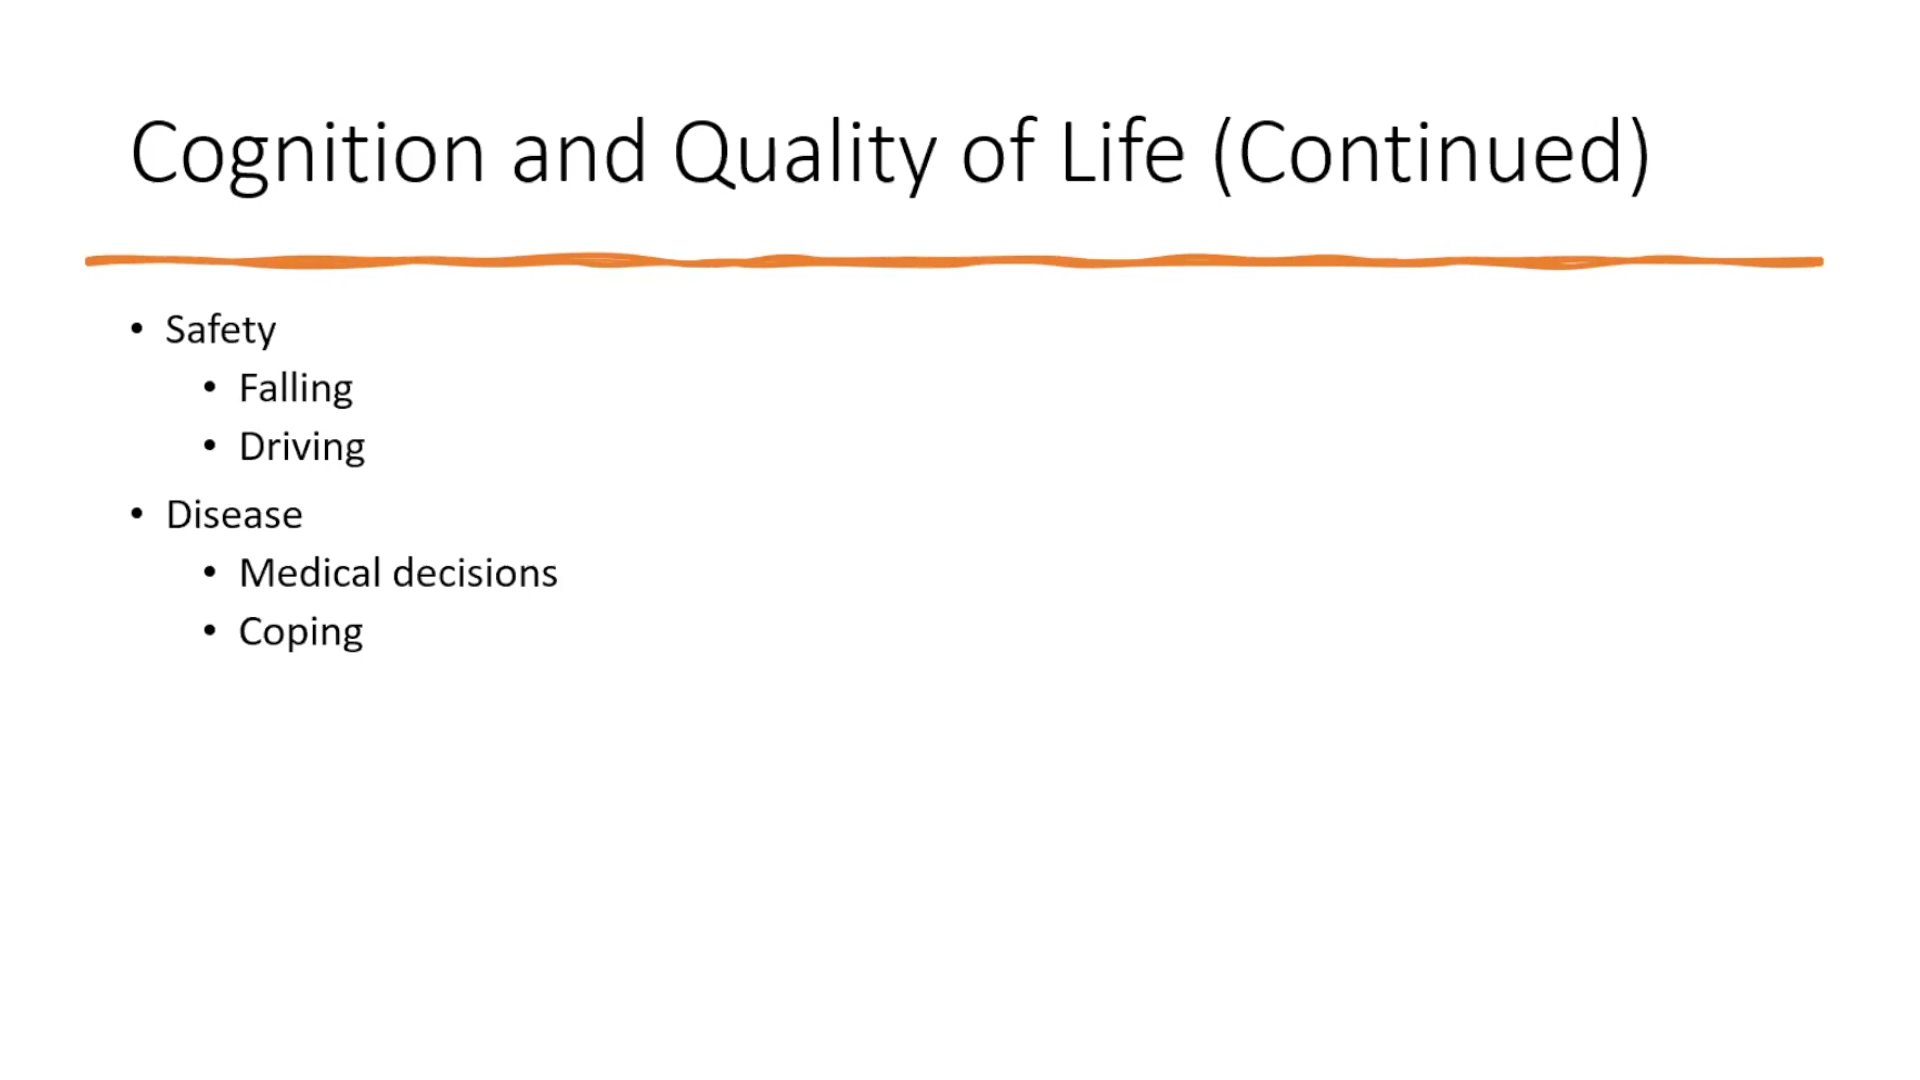 Cognition and Quality of Life (Continued)
• Safety
• Falling
• Driving
• Disease
• Medical decisions
• Coping